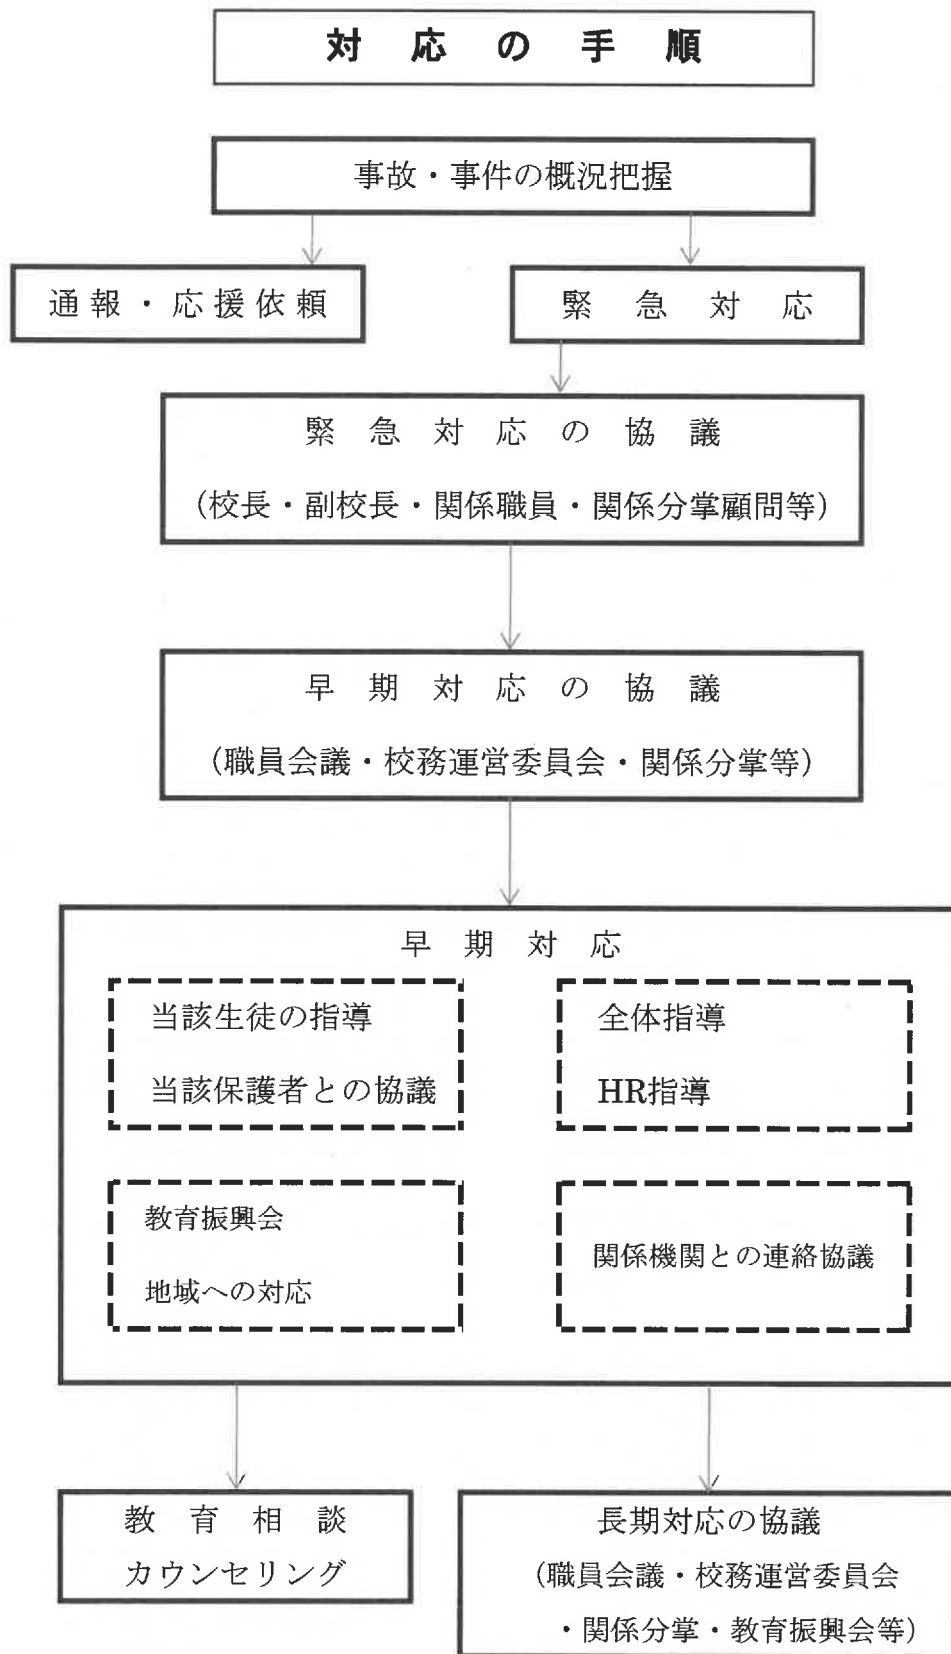 対応の手順
事故・事件の概況把握
通報・応援依頼
緊急対応
緊急対応の協議
（校長・副校長・関係職員・関係分掌顧問等）
早期対応の協議
（職員会議・校務運営委員会・関係分掌等）
早期対応
当該生徒の指導
当該保護者との協議
全体指導
HR指導
教育振興会
地域への対応
関係機関との連絡協議
教育相談
カウンセリング
長期対応の協議
（職員会議・校務運営委員会
・関係分掌・教育振興会等）